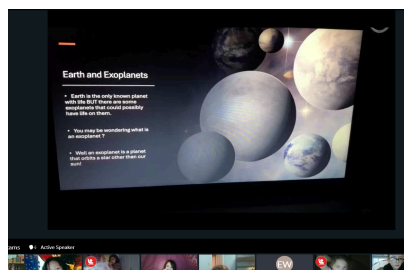 Earth and Exoplanets
• Earth is the only known planet
with life BUT there are some
exoplanets that could possibly
have life on them.
• You may be wondering what is
an exoplanet ?
• Well an exoplanet is a planet
that orbits a star other then our
sun!
ams
Active Speaker
EW